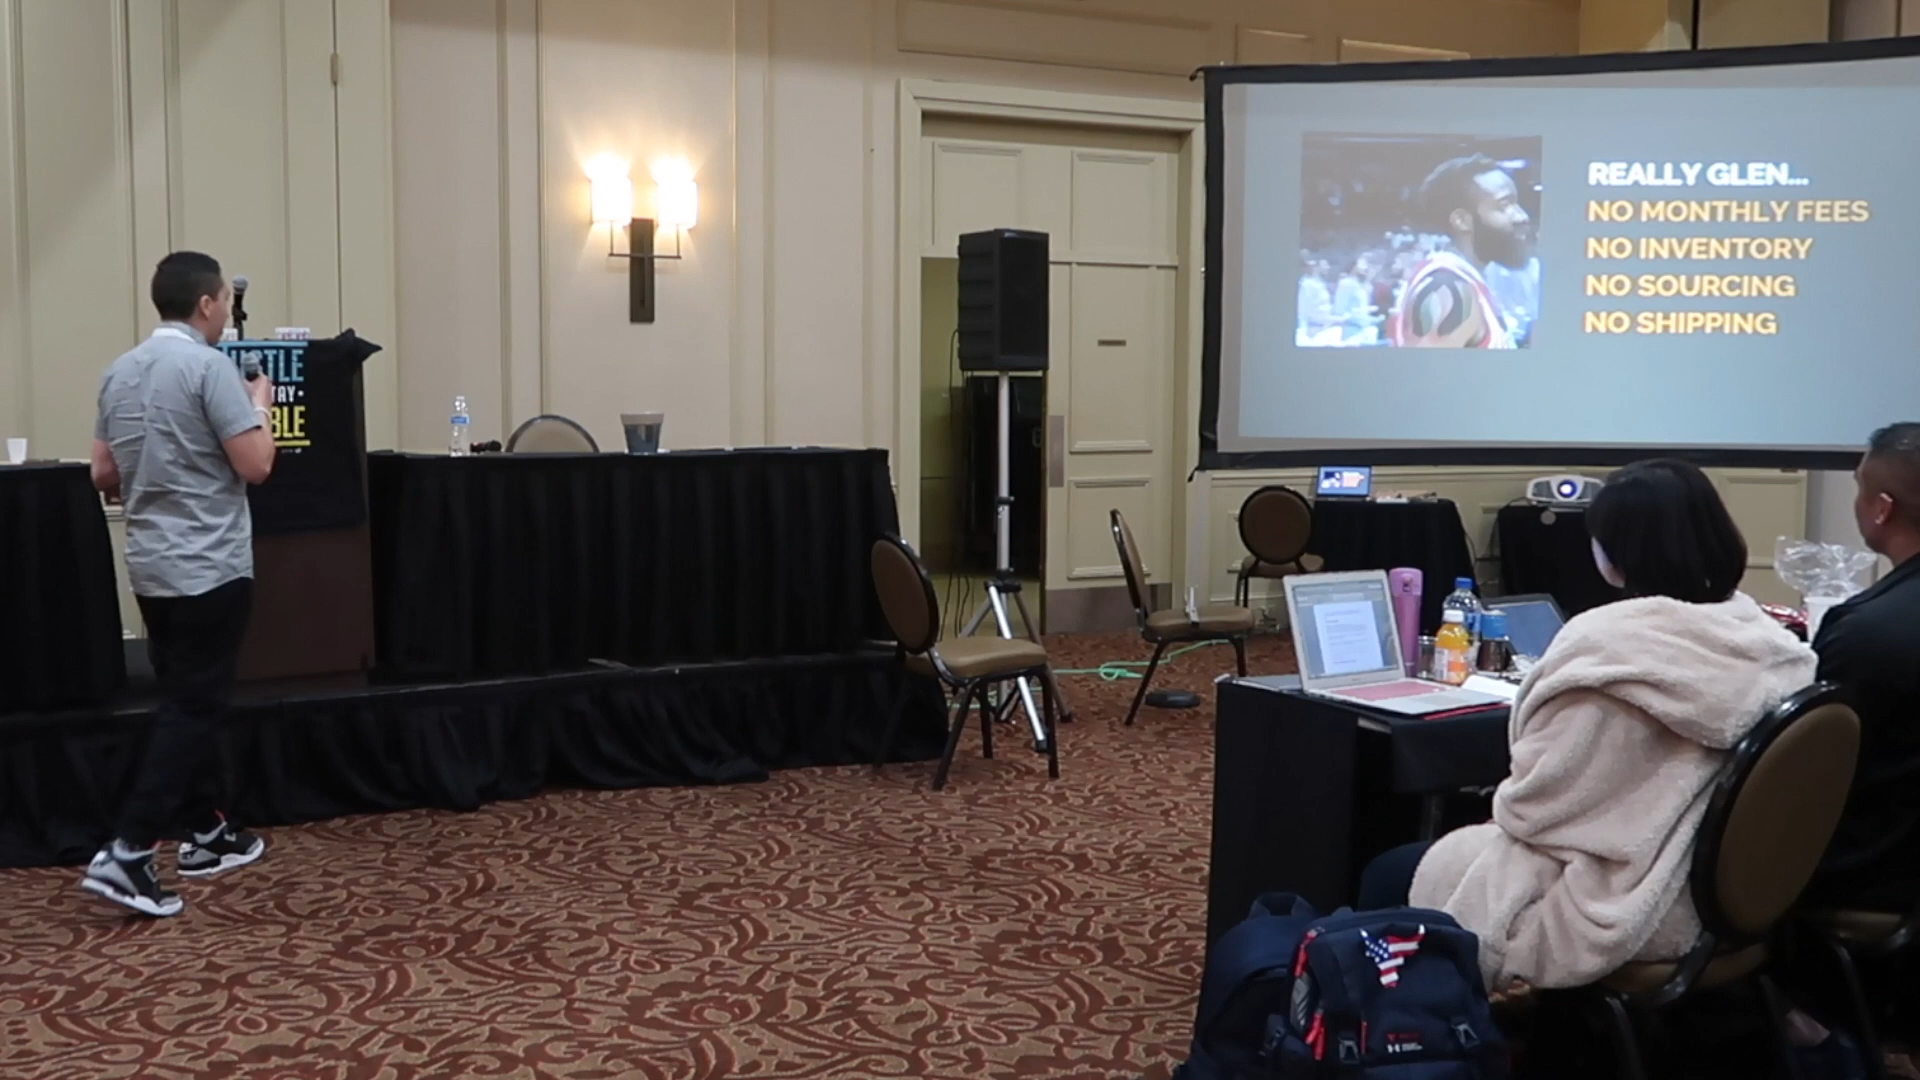 REALLY GLEN...
NO MONTHLY FEES
NO INVENTORY
NO SOURCING
NO SHIPPING